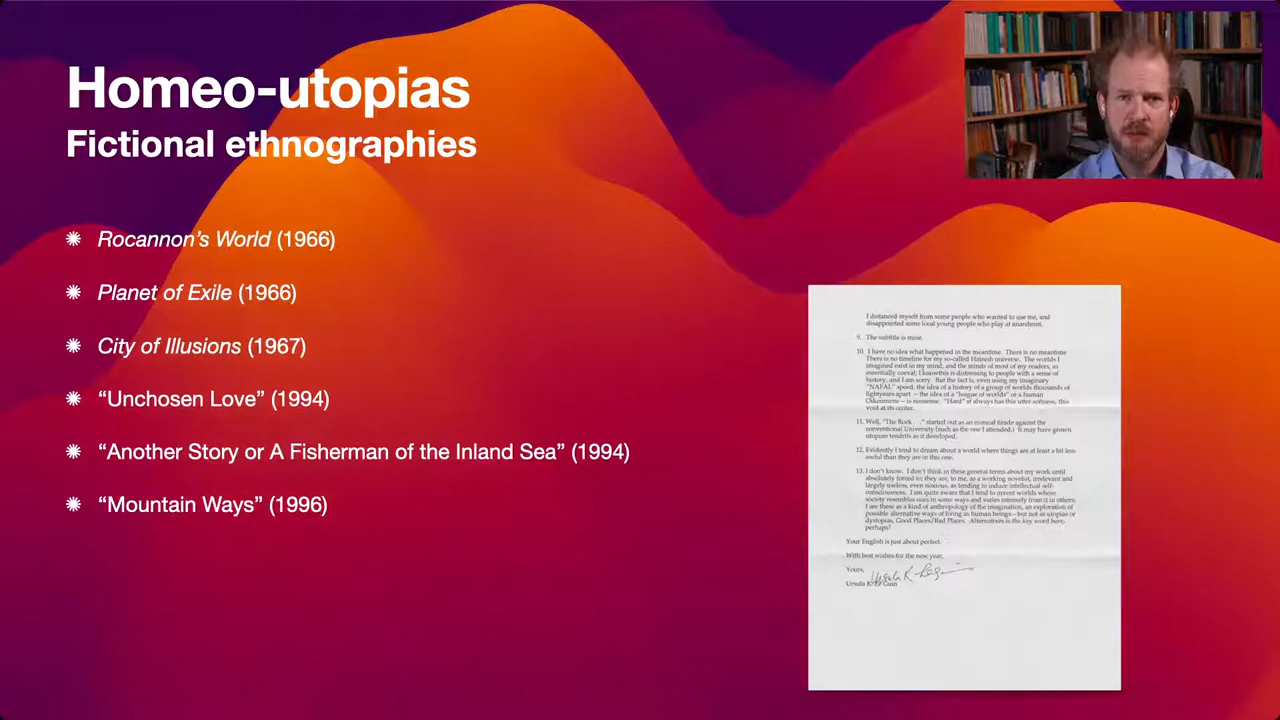 Homeo-utopias
Fictional ethnographies
Rocannon's World (1966)
Planet of Exile (1966)
City of Illusions (1967)
“Unchosen Love” (1994)
“Another Story or A Fisherman of the Inland Sea” (1994)
“Mountain Ways” (1996)
I distanced myself from some people who wanted to use me, and
disappointed some local young people who play at anarchism.
9. The subtitle is mine.
10. I have no idea what happened in the meantime. There is no meantime
There is no timeline for my so-called Hainish universe. The worlds I
imagined exist in my mind, and the minds of most of my readers, as
essentially coeval; I know this is distressing to people with a sense of
history, and I am sorry. But the fact is, even using my imaginary
"NAFAL" speed, the idea of a history of a group of worlds thousands of
lightyears apart — the idea of a "league of worlds" or a human
Oikoumene — is nonsense. "Hard" sf always has this utter softness, this
void at its center.
11. Well, "The Rock . ." started out as an ironical tirade against the
conventional University (such as the one I attended.) It may have grown
utopian tendrils as it developed.
12. Evidently I tend to dream about a world where things are at least a bit less
awful than they are in this one.
13. I don't know. I don't think in these general terms about my work until
absolutely forced to; they are, to me, as a working novelist, irrelevant and
largely useless, even noxious, as tending to induce intellectual self-
consciousness. I am quite aware that I tend to invent worlds whose
society resembles ours in some ways and varies intensely from it in others;
I see these as a kind of anthropology of the imagination, an exploration of
possible alternative ways of living as human beings—but not as utopias or
dystopias, Good Places/Bad Places. Alternatives is the key word here,
perhaps?
Your English is just about perfect.
With best wishes for the new year,
Yours,
Ursula K. Le Guin
Ursula K. Le Guin